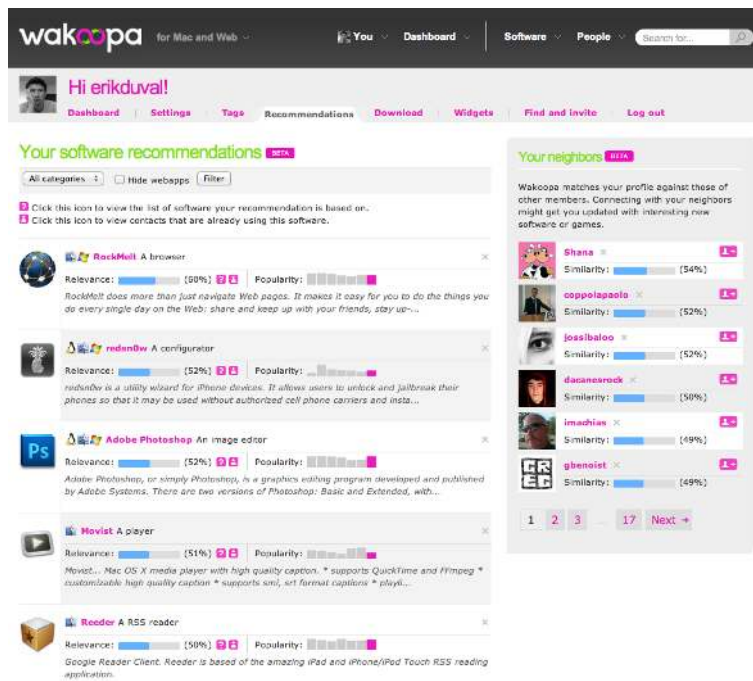 wakoopa for Mac and Web You Dashboard Software People Search for...
Hi erikduval!
Dashboard Settings Tags Recommendations Download Widgets Find and invite Log out
Your software recommendations BETA
All categories Hide webapps Filter
Click this icon to view the list of software your recommendation is based on.
Click this icon to view contacts that are already using this software.
RockMelt A browser
Relevance: (60%) Popularity:
RockMelt does more than just navigate Web pages. It makes it easy for you to do the things you
do every single day on the Web: share and keep up with your friends, stay up-...
redsn0w A configurator
Relevance: (52%) Popularity:
redsn0w is a utility wizard for iPhone devices. It allows users to unlock and jailbreak their
phones so that it may be used without authorized cell phone carriers and insta...
Ps
Adobe Photoshop An image editor
Relevance: (52%) Popularity:
Adobe Photoshop, or simply Photoshop, is a graphics editing program developed and published
by Adobe Systems. There are two versions of Photoshop: Basic and Extended, with...
Movist A player
Relevance: (51%) Popularity:
Movist... Mac OS X media player with high quality caption. * supports QuickTime and FFmpeg *
customizable high quality caption * supports smi, srt format captions * playli...
Reeder A RSS reader
Relevance: (50%) Popularity:
Google Reader Client. Reeder is based of the amazing iPad and iPhone/iPod Touch RSS reading
application.
Your neighbors BETA
Wakoopa matches your profile against those of
other members. Connecting with your neighbors
might get you updated with interesting new
software or games.
Shana
Similarity: (54%)
coppolapaolo
Similarity: (52%)
jossibaloo
Similarity: (52%)
dacanesrock
Similarity: (50%)
imachias
Similarity: (49%)
GREG
gbenoist
Similarity: (49%)
1 2 3 ... 17 Next →